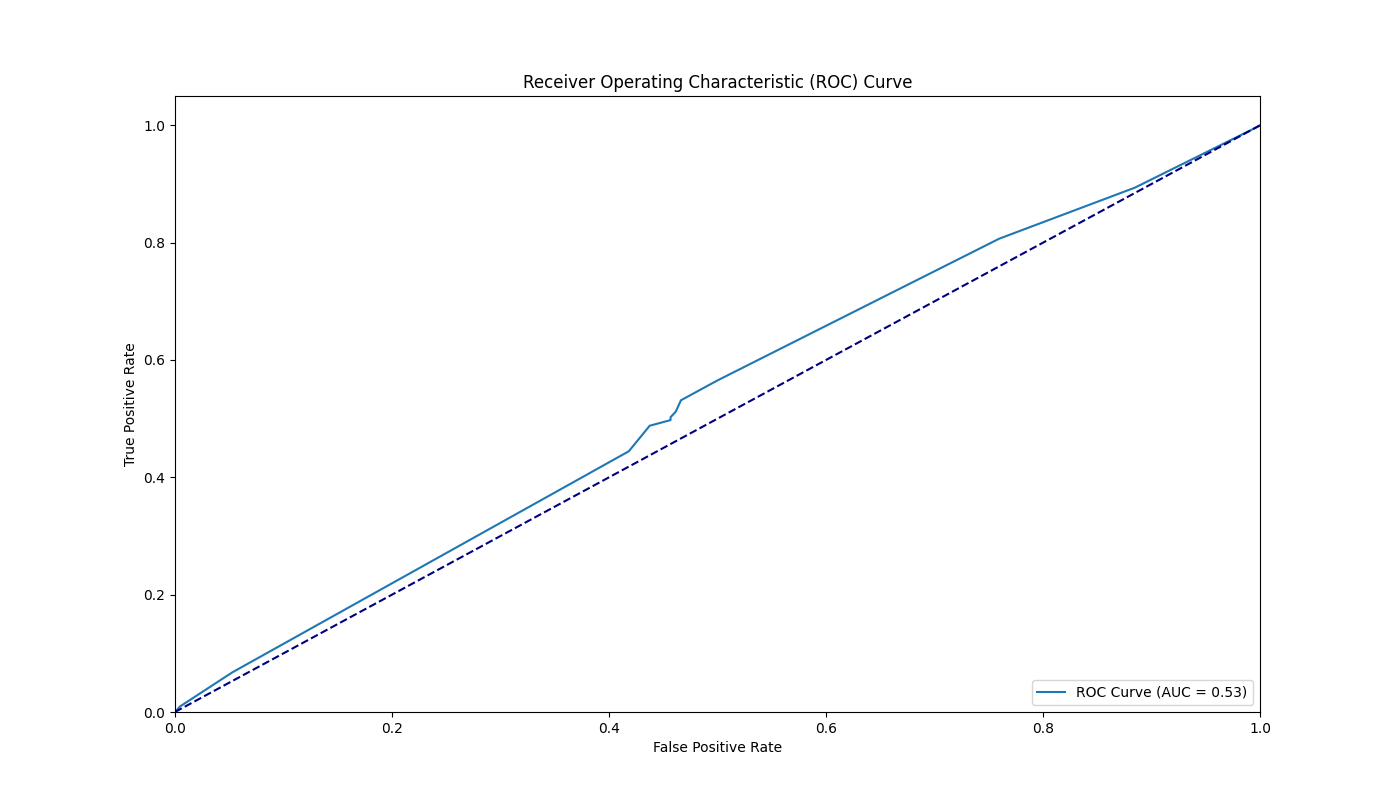 Receiver Operating Characteristic (ROC) Curve
1.0
0.8
0.6
0.4
0.2
0.0
True Positive Rate
ROC Curve (AUC = 0.53)
0.0 0.2 0.4 0.6 0.8 1.0
False Positive Rate